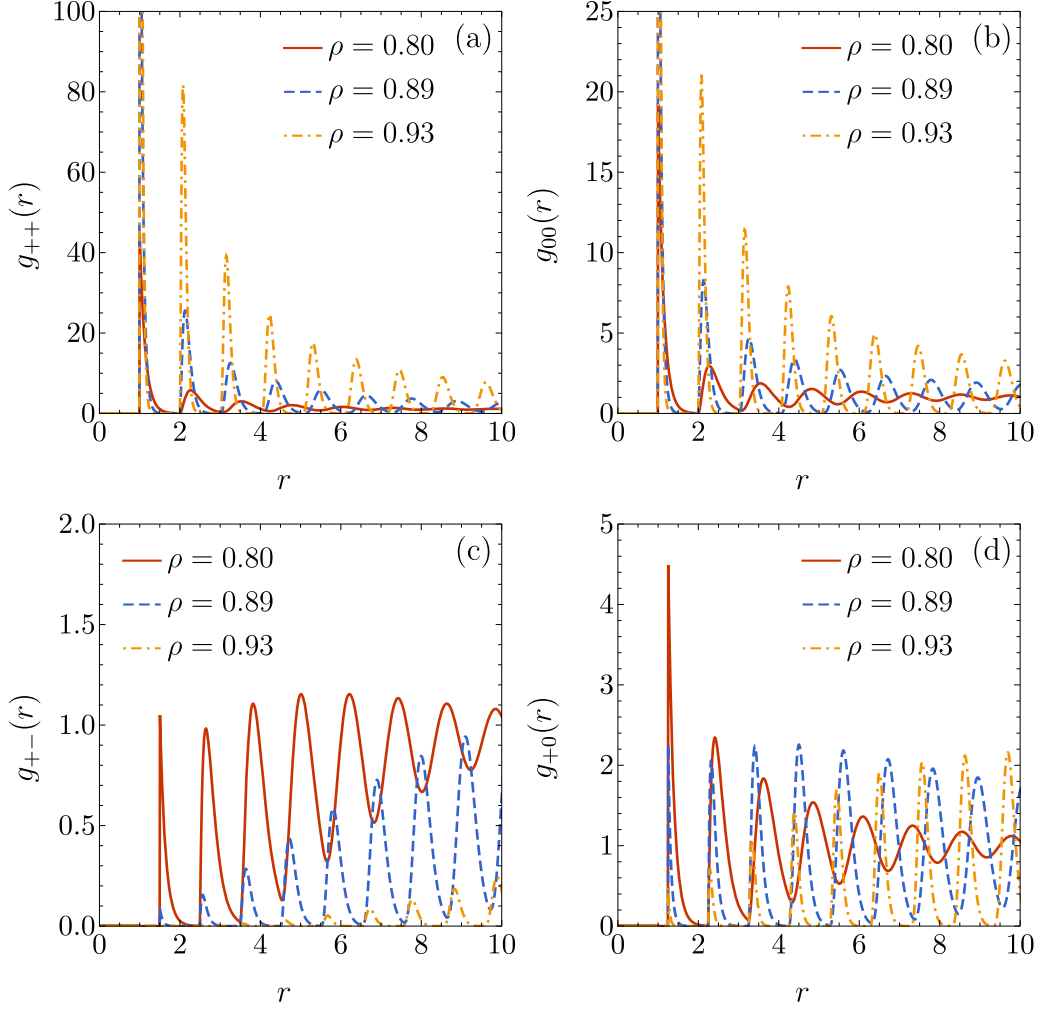 (a)
ρ = 0.80
ρ = 0.89
ρ = 0.93
g++(r)
100
80
60
40
20
0
0 2 4 6 8 10
r
(b)
ρ = 0.80
ρ = 0.89
ρ = 0.93
g00(r)
25
20
15
10
5
0
0 2 4 6 8 10
r
(c)
ρ = 0.80
ρ = 0.89
ρ = 0.93
g+−(r)
2.0
1.5
1.0
0.5
0.0
0 2 4 6 8 10
r
(d)
ρ = 0.80
ρ = 0.89
ρ = 0.93
g+0(r)
5
4
3
2
1
0
0 2 4 6 8 10
r